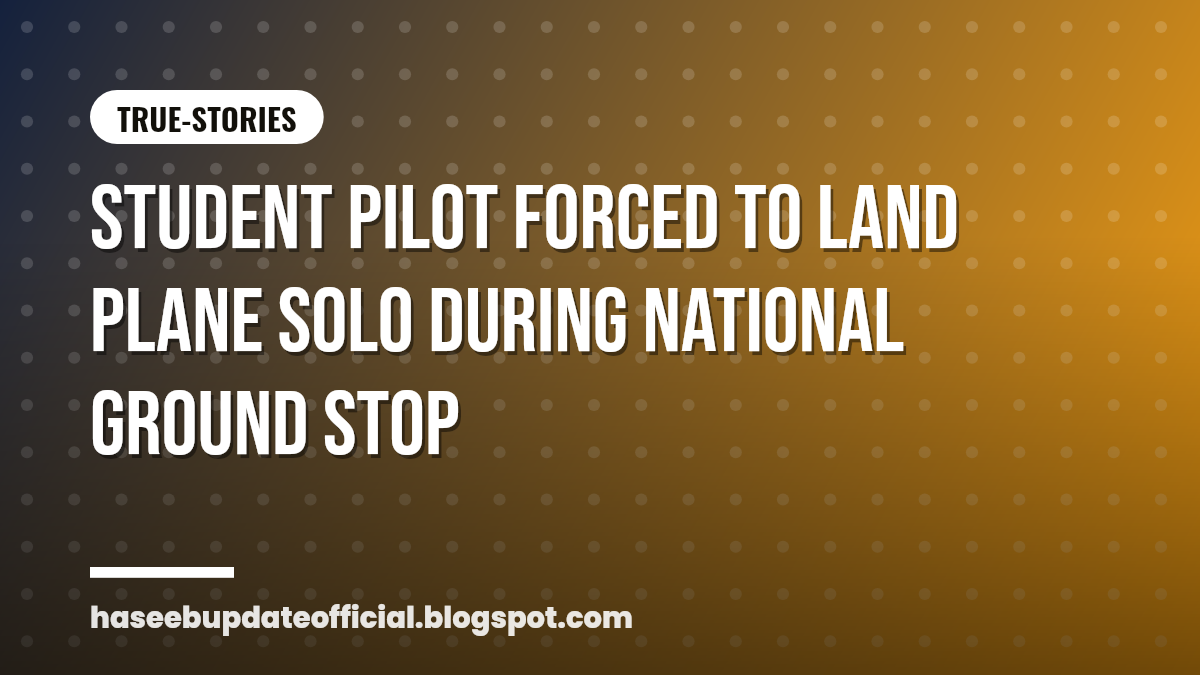 TRUE-STORIES
STUDENT PILOT FORCED TO LAND
PLANE SOLO DURING NATIONAL
GROUND STOP
haseebupdateofficial.blogspot.com